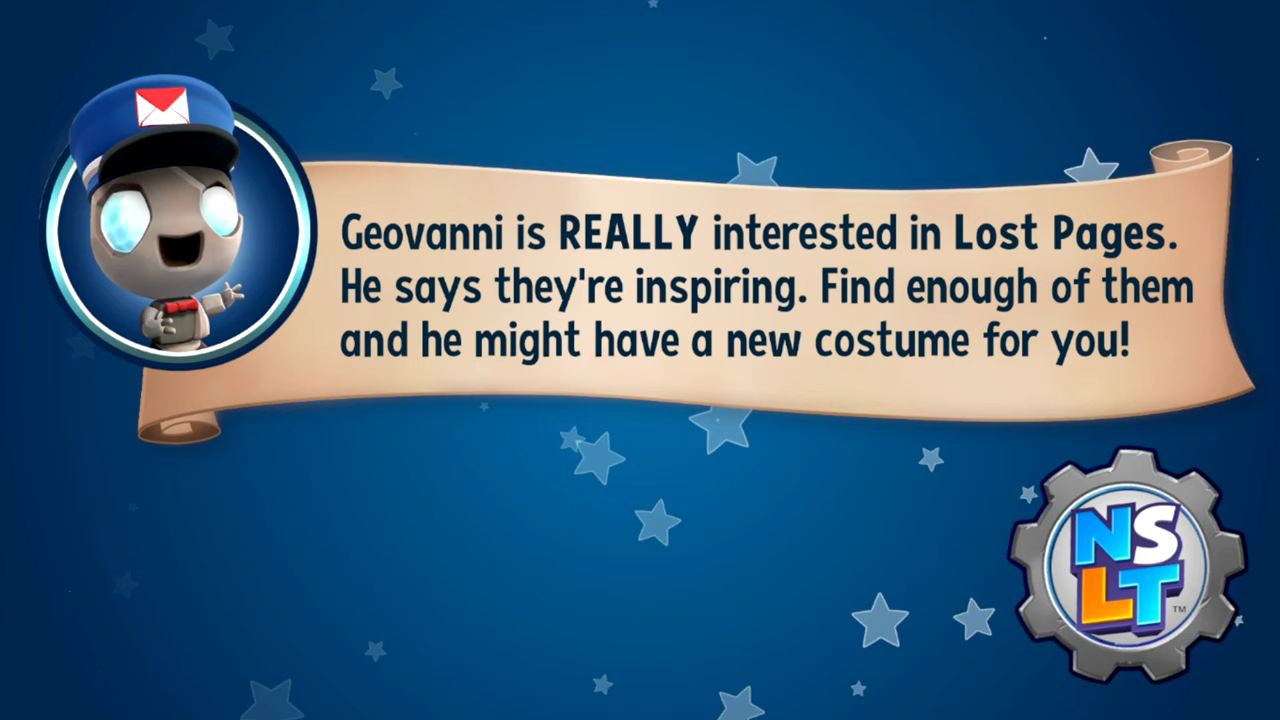 Geovanni is REALLY interested in Lost Pages.
He says they're inspiring. Find enough of them
and he might have a new costume for you!
NS
LT
TM